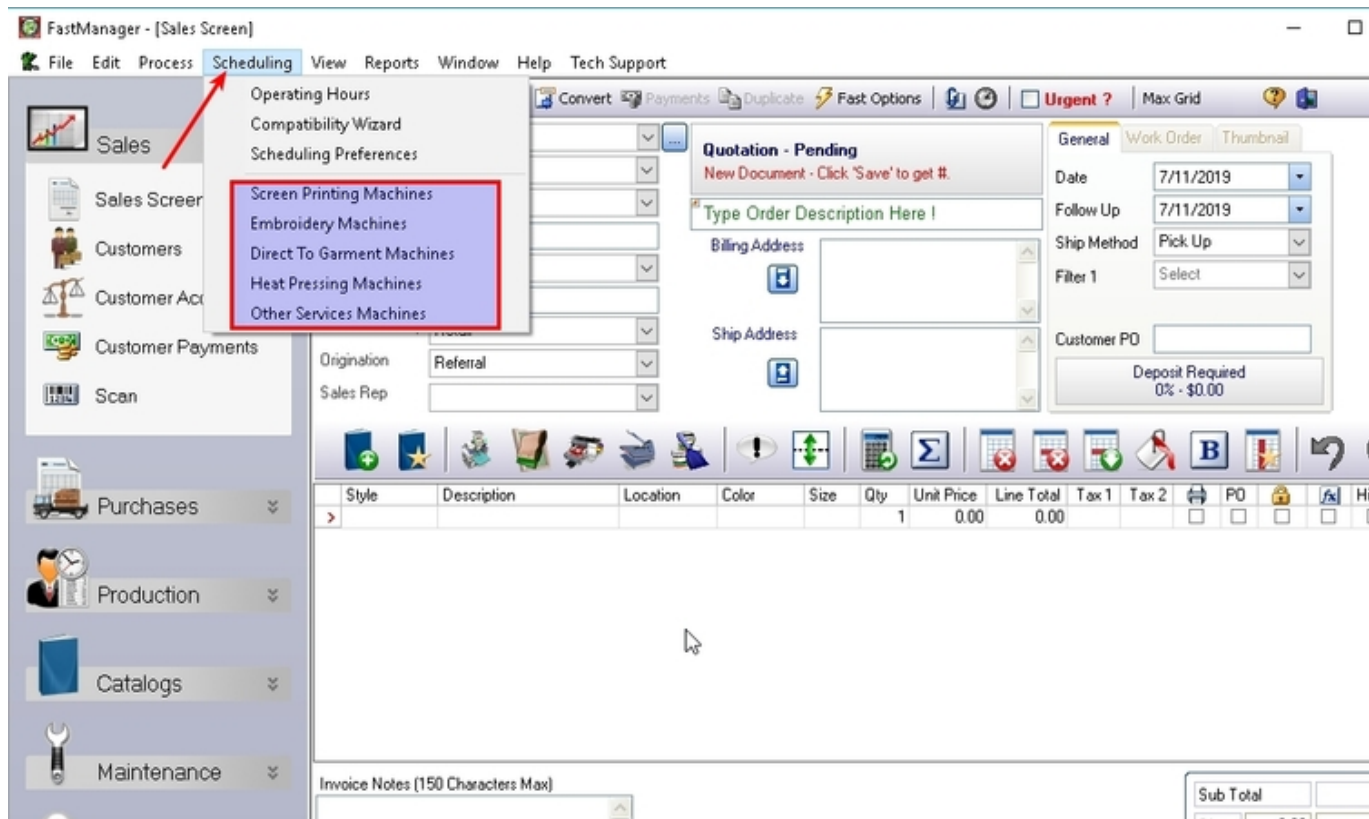 FastManager - [Sales Screen]
File Edit Process Scheduling View Reports Window Help Tech Support
Operating Hours
Compatibility Wizard
Scheduling Preferences
Screen Printing Machines
Embroidery Machines
Direct To Garment Machines
Heat Pressing Machines
Other Services Machines
Convert Payments Duplicate Fast Options Urgent ? Max Grid
Sales
Sales Screen
Customers
Customer Acc
Customer Payments
Scan
Purchases
Production
Catalogs
Maintenance
Origination Referral
Sales Rep
Quotation - Pending
New Document - Click 'Save' to get #.
Type Order Description Here !
Billing Address
Ship Address
General Work Order Thumbnail
Date 7/11/2019
Follow Up 7/11/2019
Ship Method Pick Up
Filter 1 Select
Customer PO
Deposit Required
0% - $0.00
B
Style Description Location Color Size Qty Unit Price Line Total Tax 1 Tax 2 PO fx Hi
1 0.00 0.00
Invoice Notes (150 Characters Max)
Sub Total